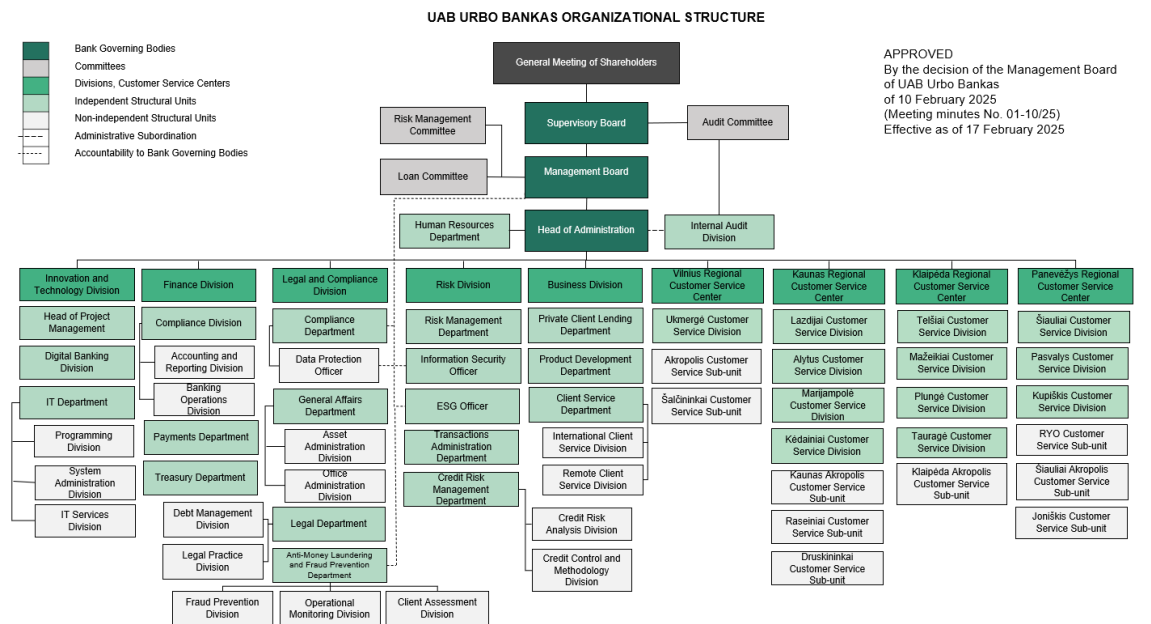 UAB URBO BANKAS ORGANIZATIONAL STRUCTURE
Bank Governing Bodies
Committees
Divisions, Customer Service Centers
Independent Structural Units
Non-independent Structural Units
Administrative Subordination
Accountability to Bank Governing Bodies
APPROVED
By the decision of the Management Board
of UAB Urbo Bankas
of 10 February 2025
(Meeting minutes No. 01-10/25)
Effective as of 17 February 2025
General Meeting of Shareholders
Risk Management
Committee
Supervisory Board
Audit Committee
Loan Committee
Management Board
Human Resources
Department
Head of Administration
Internal Audit
Division
Innovation and
Technology Division
Head of Project
Management
Digital Banking
Division
IT Department
Programming
Division
System
Administration
Division
IT Services
Division
Finance Division
Compliance Division
Accounting and
Reporting Division
Banking
Operations
Division
Payments Department
Treasury Department
Debt Management
Division
Legal Practice
Division
Legal and Compliance
Division
Compliance
Department
Data Protection
Officer
General Affairs
Department
Asset
Administration
Division
Office
Administration
Division
Legal Department
Anti-Money Laundering
and Fraud Prevention
Department
Fraud Prevention
Division
Operational
Monitoring Division
Client Assessment
Division
Risk Division
Risk Management
Department
Information Security
Officer
ESG Officer
Transactions
Administration
Department
Credit Risk
Management
Department
Credit Risk
Analysis Division
Credit Control and
Methodology
Division
Business Division
Private Client Lending
Department
Product Development
Department
Client Service
Department
International Client
Service Division
Remote Client
Service Division
Vilnius Regional
Customer Service
Center
Ukmergė Customer
Service Division
Akropolis Customer
Service Sub-unit
Šalčininkai Customer
Service Sub-unit
Kaunas Regional
Customer Service
Center
Lazdijai Customer
Service Division
Alytus Customer
Service Division
Marijampolė
Customer Service
Division
Kėdainiai Customer
Service Division
Kaunas Akropolis
Customer Service
Sub-unit
Raseiniai Customer
Service Sub-unit
Druskininkai
Customer Service
Sub-unit
Klaipėda Regional
Customer Service
Center
Telšiai Customer
Service Division
Mažeikiai Customer
Service Division
Plungė Customer
Service Division
Tauragė Customer
Service Division
Klaipėda Akropolis
Customer Service
Sub-unit
Panevėžys Regional
Customer Service
Center
Šiauliai Customer
Service Division
Pasvalys Customer
Service Division
Kupiškis Customer
Service Division
RYO Customer
Service Sub-unit
Šiauliai Akropolis
Customer Service
Sub-unit
Joniškis Customer
Service Sub-unit